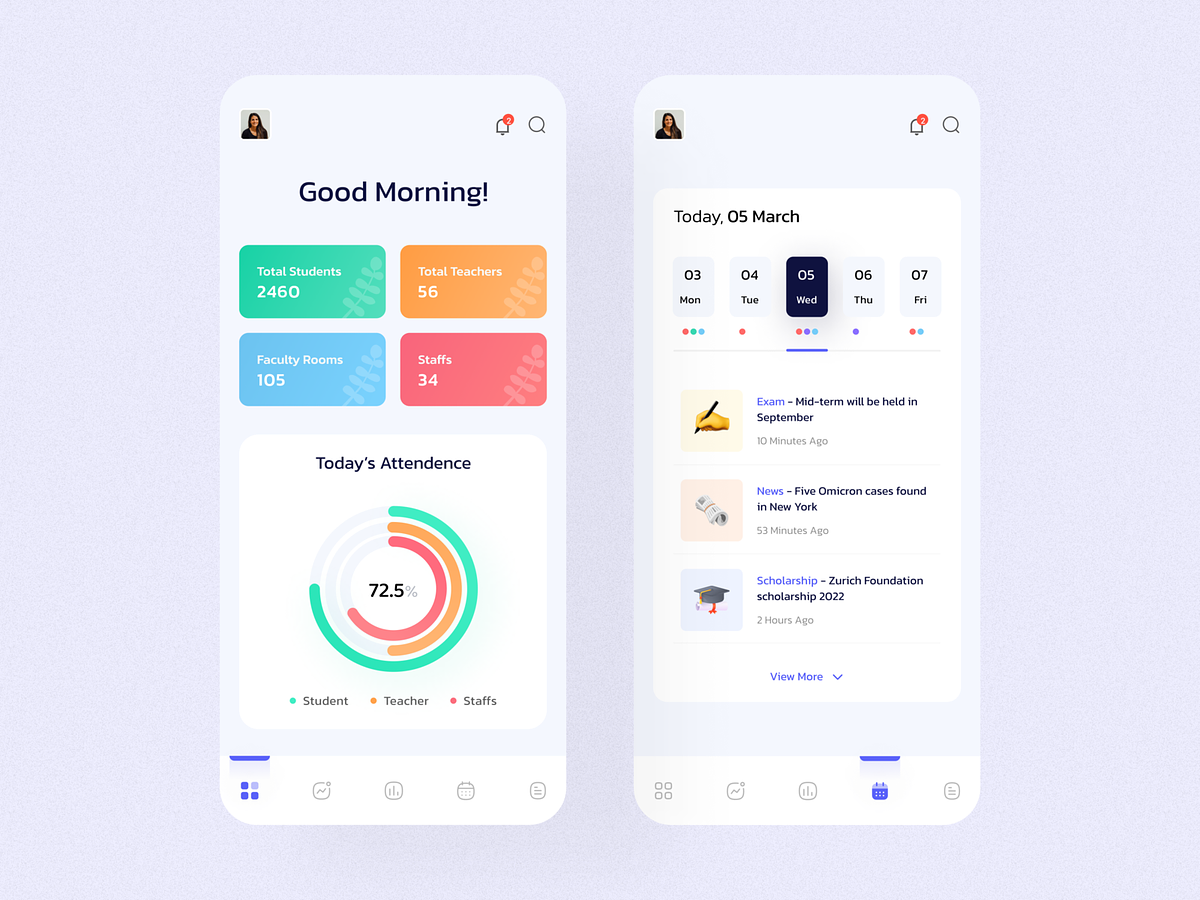 2
Good Morning!
Total Students
2460
Total Teachers
56
Faculty Rooms
105
Staffs
34
Today's Attendence
72.5%
Student
Teacher
Staffs
2
Today, 05 March
03
Mon
04
Tue
05
Wed
06
Thu
07
Fri
Exam - Mid-term will be held in
September
10 Minutes Ago
News - Five Omicron cases found
in New York
53 Minutes Ago
Scholarship - Zurich Foundation
scholarship 2022
2 Hours Ago
View More